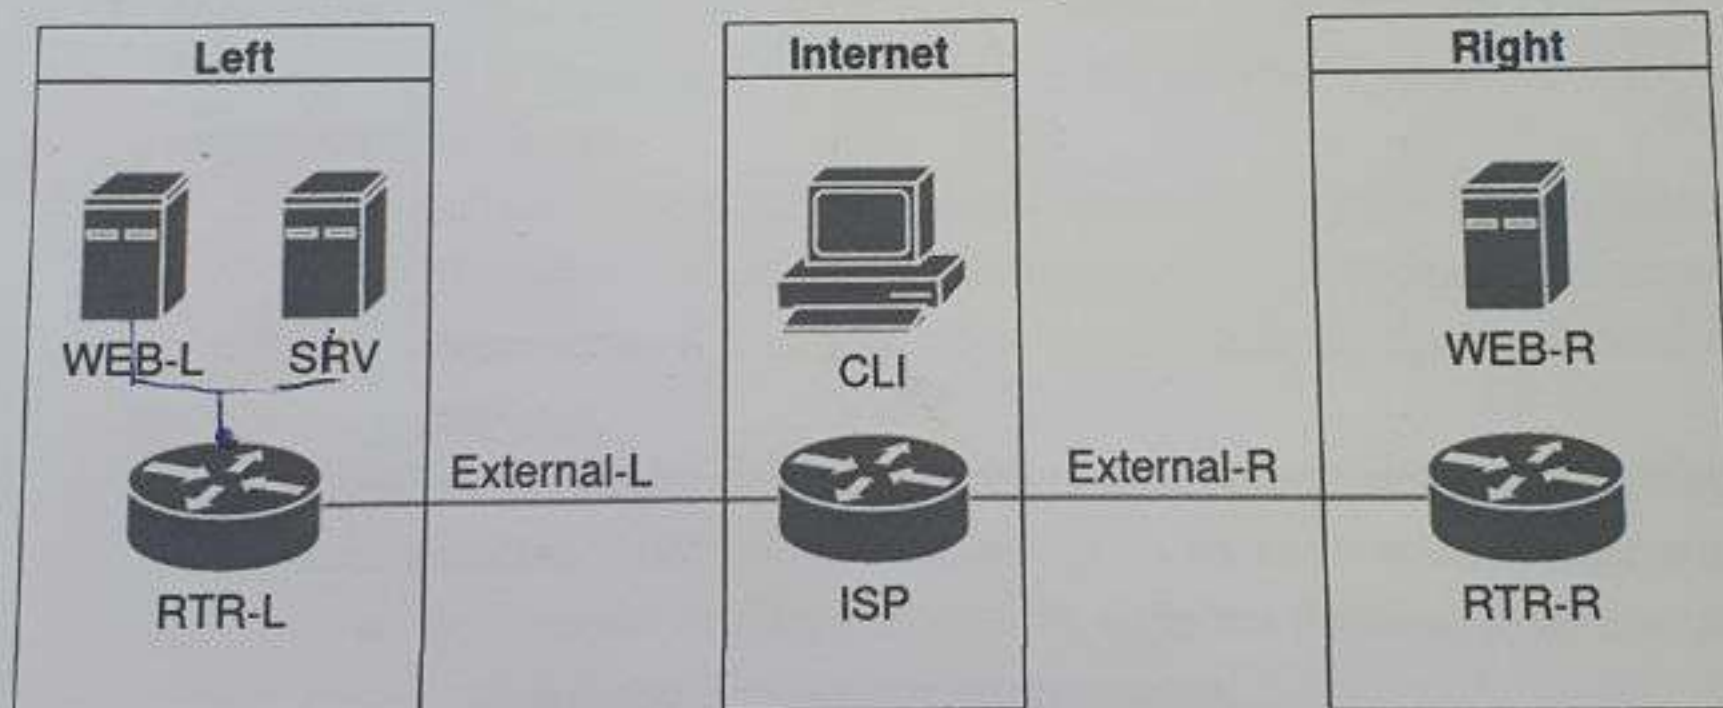 Left
Internet
Right
WEB-L
SRV
CLI
WEB-R
External-L
External-R
RTR-L
ISP
RTR-R